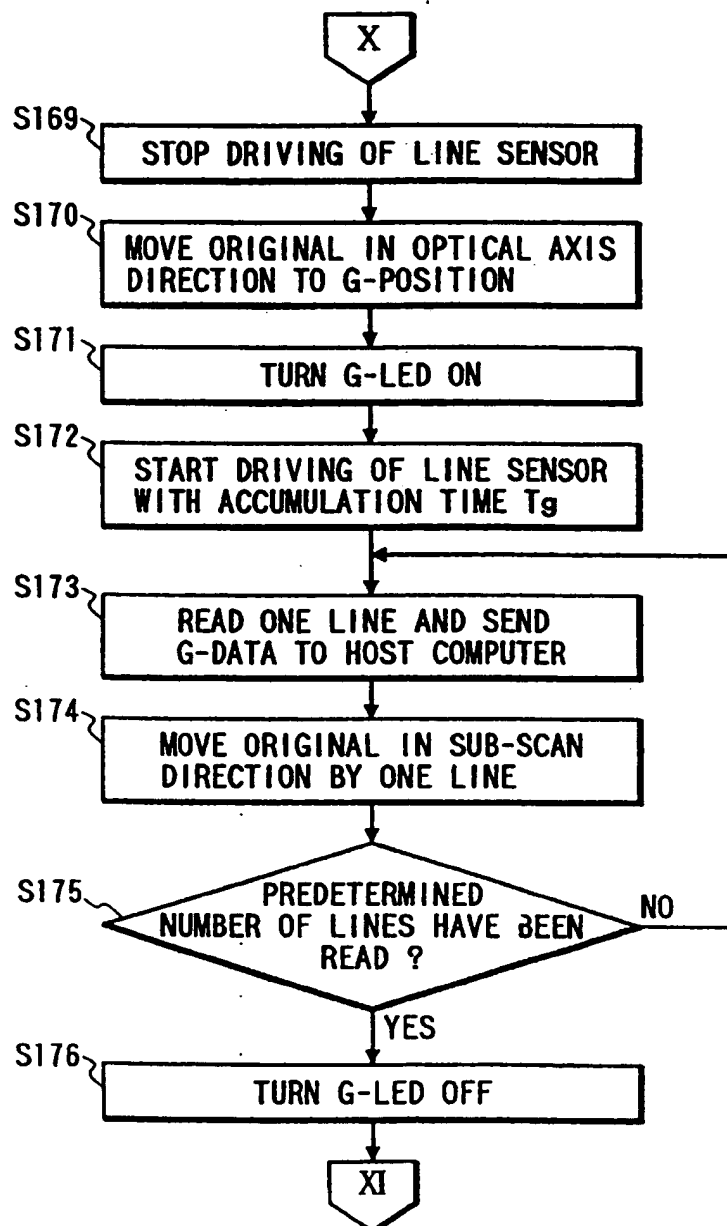 X
S169
STOP DRIVING OF LINE SENSOR
S170
MOVE ORIGINAL IN OPTICAL AXIS
DIRECTION TO G-POSITION
S171
TURN G-LED ON
S172
START DRIVING OF LINE SENSOR
WITH ACCUMULATION TIME Tg
S173
READ ONE LINE AND SEND
G-DATA TO HOST COMPUTER
S174
MOVE ORIGINAL IN SUB-SCAN
DIRECTION BY ONE LINE
S175
PREDETERMINED
NUMBER OF LINES HAVE BEEN
READ ?
NO
YES
S176
TURN G-LED OFF
XI